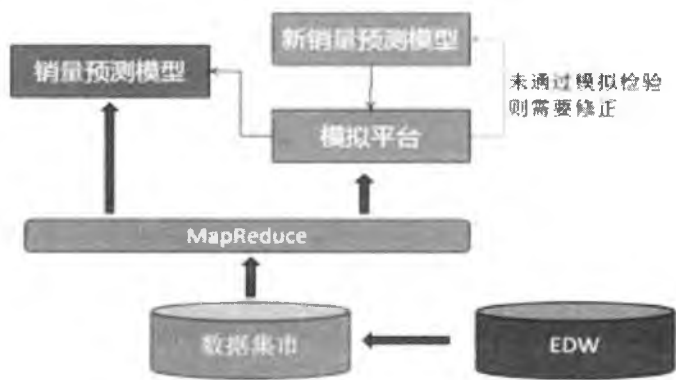 新销量预测模型
销量预测模型
未通过模拟检验
则需要修正
模拟平台
MapReduce
数据集市
EDW